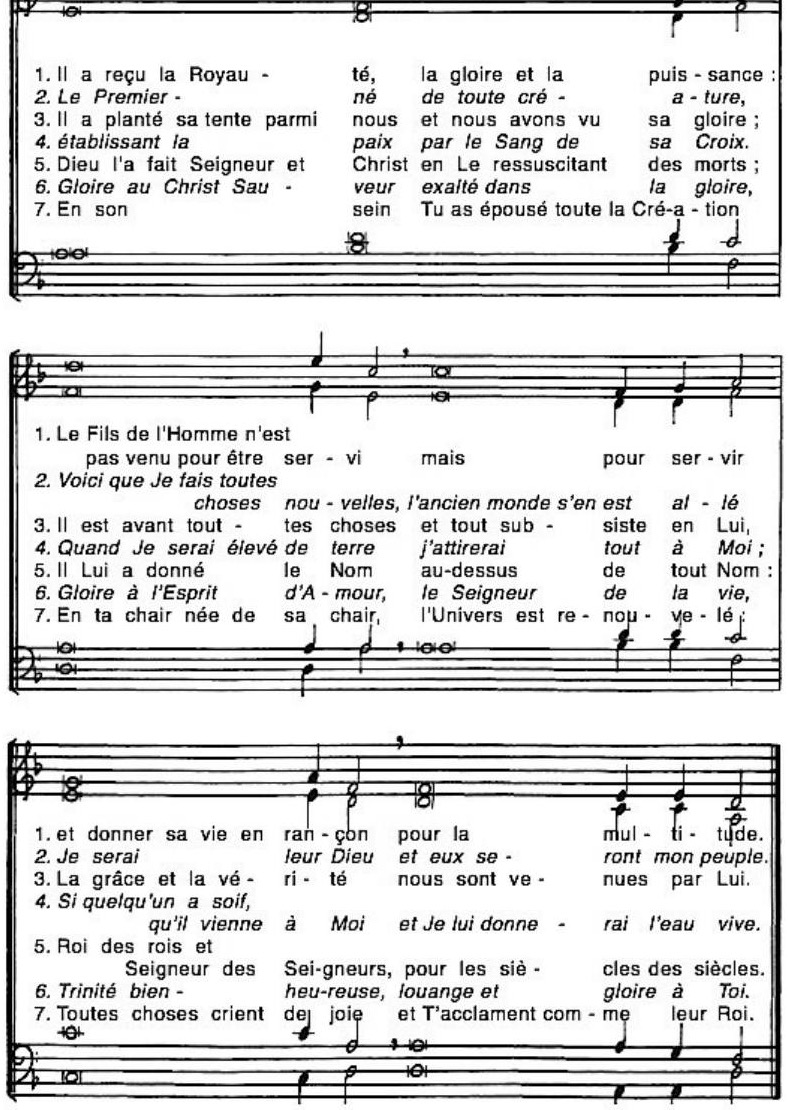 1. Il a reçu la Royau - té, la gloire et la puis - sance :
2. Le Premier - né de toute cré - a - ture,
3. Il a planté sa tente parmi nous et nous avons vu sa gloire ;
4. établissant la paix par le Sang de sa Croix.
5. Dieu l'a fait Seigneur et Christ en Le ressuscitant des morts ;
6. Gloire au Christ Sau - veur exalté dans la gloire,
7. En son sein Tu as épousé toute la Cré-a - tion
1. Le Fils de l'Homme n'est
pas venu pour être ser - vi mais pour ser - vir
2. Voici que Je fais toutes
choses nou - velles, l'ancien monde s'en est al - lé
3. Il est avant tout - tes choses et tout sub - siste en Lui,
4. Quand Je serai élevé de terre j'attirerai tout à Moi ;
5. Il Lui a donné le Nom au-dessus de tout Nom :
6. Gloire à l'Esprit d'A - mour, le Seigneur de la vie,
7. En ta chair née de sa chair, l'Univers est re - nou - ve - lé :
1. et donner sa vie en ran - çon pour la mul - ti - tude.
2. Je serai leur Dieu et eux se - ront mon peuple.
3. La grâce et la vé - ri - té nous sont ve - nues par Lui.
4. Si quelqu'un a soif,
qu'il vienne à Moi et Je lui donne - rai l'eau vive.
5. Roi des rois et
Seigneur des Sei-gneurs, pour les siè - cles des siècles.
6. Trinité bien - heu-reuse, louange et gloire à Toi.
7. Toutes choses crient de joie et T'acclament com - me leur Roi.